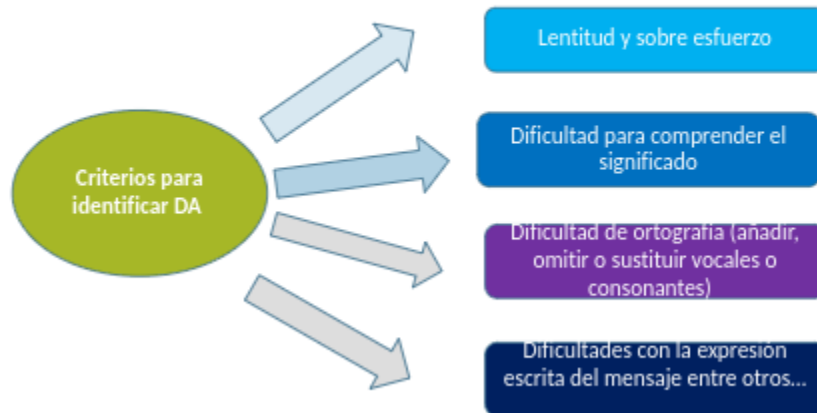 Criterios para
identificar DA
Lentitud y sobre esfuerzo
Dificultad para comprender el
significado
Dificultad de ortografía (añadir,
omitir o sustituir vocales o
consonantes)
Dificultades con la expresión
escrita del mensaje entre otros...